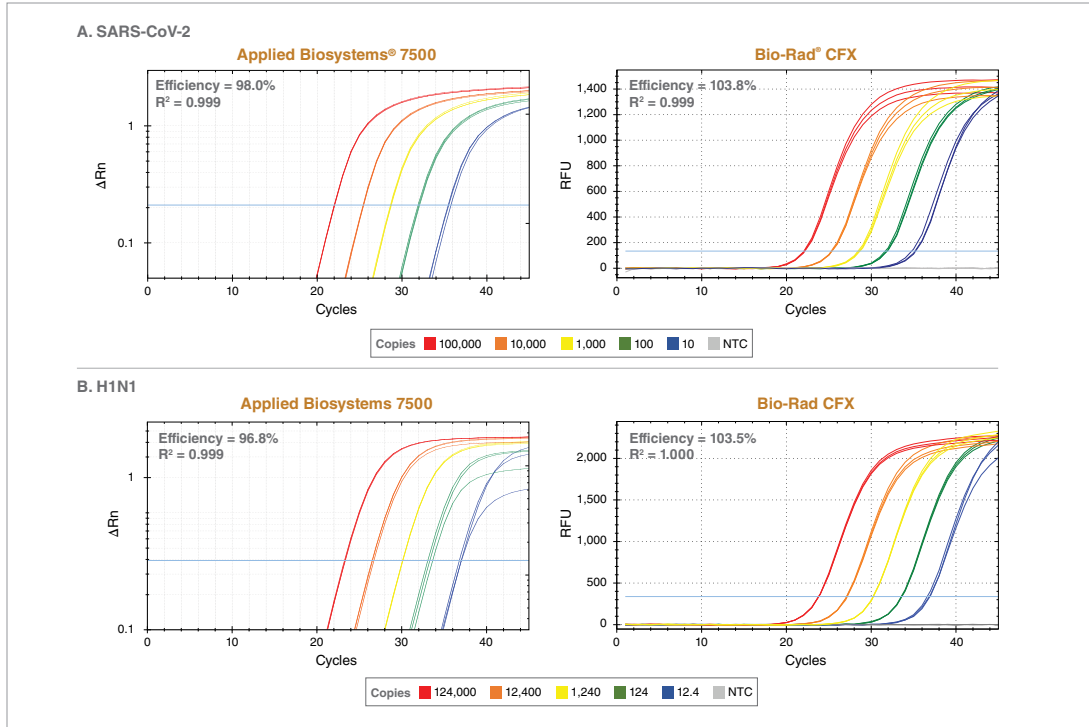 A. SARS-CoV-2
Applied Biosystems® 7500
Efficiency = 98.0%
R² = 0.999
1
0.1
ΔRn
0 10 20 30 40
Cycles
Bio-Rad® CFX
Efficiency = 103.8%
R² = 0.999
1,400
1,200
1,000
800
600
400
200
0
RFU
0 10 20 30 40
Cycles
Copies 100,000 10,000 1,000 100 10 NTC
B. H1N1
Applied Biosystems 7500
Efficiency = 96.8%
R² = 0.999
1
0.1
ΔRn
0 10 20 30 40
Cycles
Bio-Rad CFX
Efficiency = 103.5%
R² = 1.000
2,000
1,500
1,000
500
0
RFU
0 10 20 30 40
Cycles
Copies 124,000 12,400 1,240 124 12.4 NTC